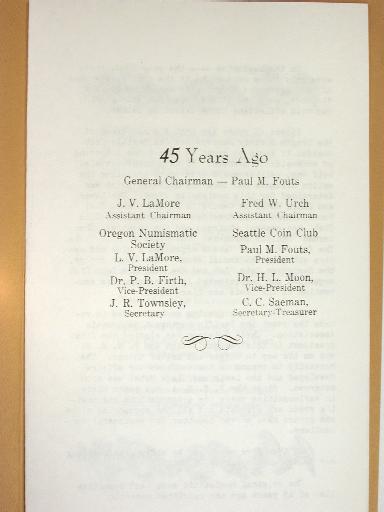 45 Years Ago
General Chairman — Paul M. Fouts
J. V. LaMore
Assistant Chairman
Fred W. Urch
Assistant Chairman
Oregon Numismatic
Society
L. V. LaMore,
President
Dr. P. B. Firth,
Vice-President
J. R. Townsley,
Secretary
Seattle Coin Club
Paul M. Fouts,
President
Dr. H. L. Moon,
Vice-President
C. C. Saeman,
Secretary-Treasurer